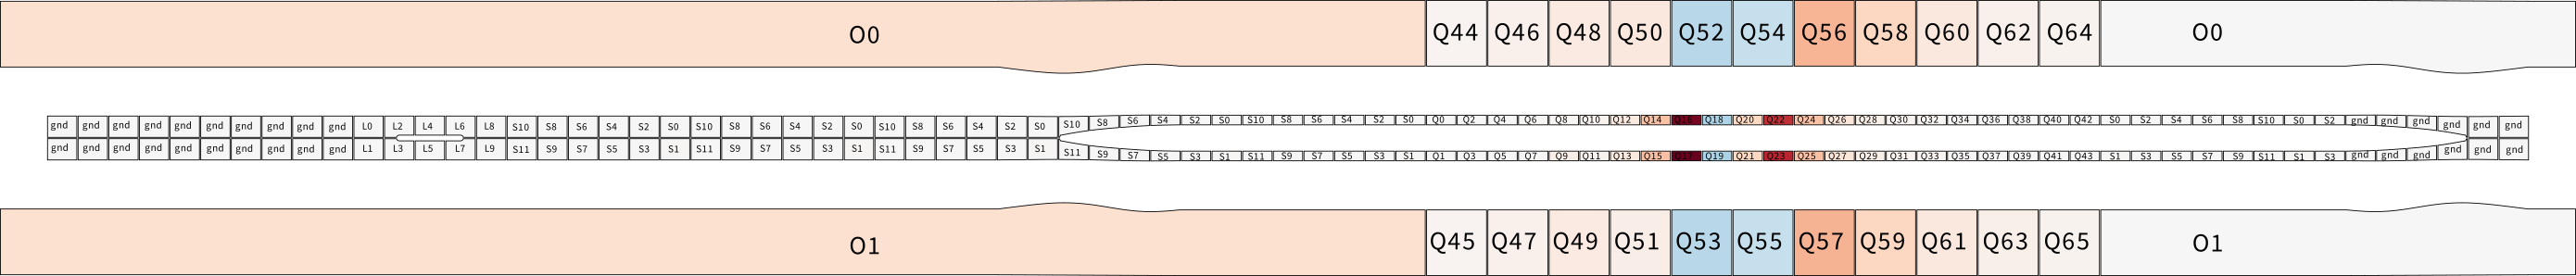 O0 Q44 Q46 Q48 Q50 Q52 Q54 Q56 Q58 Q60 Q62 Q64 O0
gnd gnd gnd gnd gnd gnd gnd gnd gnd gnd L0 L2 L4 L6 L8 S10 S8 S6 S4 S2 S0 S10 S8 S6 S4 S2 S0 S10 S8 S6 S4 S2 S0 S10 S8 S6 S4 S2 S0 S10 S8 S6 S4 S2 S0 Q0 Q2 Q4 Q6 Q8 Q10 Q12 Q14 Q16 Q18 Q20 Q22 Q24 Q26 Q28 Q30 Q32 Q34 Q36 Q38 Q40 Q42 S0 S2 S4 S6 S8 S10 S0 S2 gnd gnd gnd gnd gnd gnd
gnd gnd gnd gnd gnd gnd gnd gnd gnd gnd L1 L3 L5 L7 L9 S11 S9 S7 S5 S3 S1 S11 S9 S7 S5 S3 S1 S11 S9 S7 S5 S3 S1 S11 S9 S7 S5 S3 S1 S11 S9 S7 S5 S3 S1 Q1 Q3 Q5 Q7 Q9 Q11 Q13 Q15 Q17 Q19 Q21 Q23 Q25 Q27 Q29 Q31 Q33 Q35 Q37 Q39 Q41 Q43 S1 S3 S5 S7 S9 S11 S1 S3 gnd gnd gnd gnd gnd gnd
O1 Q45 Q47 Q49 Q51 Q53 Q55 Q57 Q59 Q61 Q63 Q65 O1